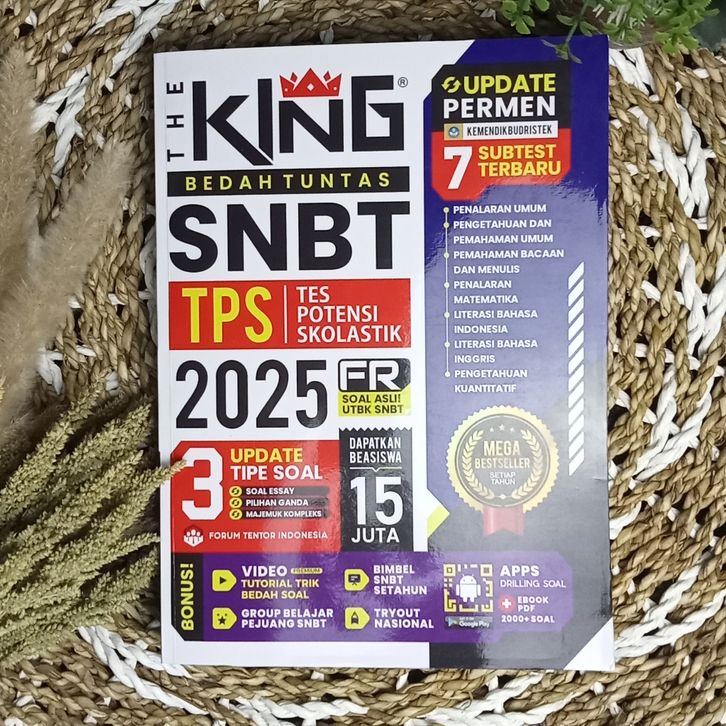 THE
KING®
BEDAH TUNTAS
SNBT
TPS
TES
POTENSI
SKOLASTIK
2025
FR
SOAL ASLI!
UTBK SNBT
3 UPDATE
TIPE SOAL
SOAL ESSAY
PILIHAN GANDA
MAJEMUK KOMPLEKS
FORUM TENTOR INDONESIA
DAPATKAN
BEASISWA
15
JUTA
UPDATE
PERMEN
KEMENDIKBUDRISTEK
7 SUBTEST
TERBARU
PENALARAN UMUM
PENGETAHUAN DAN
PEMAHAMAN UMUM
PEMAHAMAN BACAAN
DAN MENULIS
PENALARAN
MATEMATIKA
LITERASI BAHASA
INDONESIA
LITERASI BAHASA
INGGRIS
PENGETAHUAN
KUANTITATIF
MEGA
BESTSELLER
SETIAP
TAHUN
BONUS!
VIDEO PREMIUM
TUTORIAL TRIK
BEDAH SOAL
GROUP BELAJAR
PEJUANG SNBT
BIMBEL
SNBT
SETAHUN
TRYOUT
NASIONAL
GET IT ON
Google Play
APPS
DRILLING SOAL
+ EBOOK
PDF
2000+ SOAL